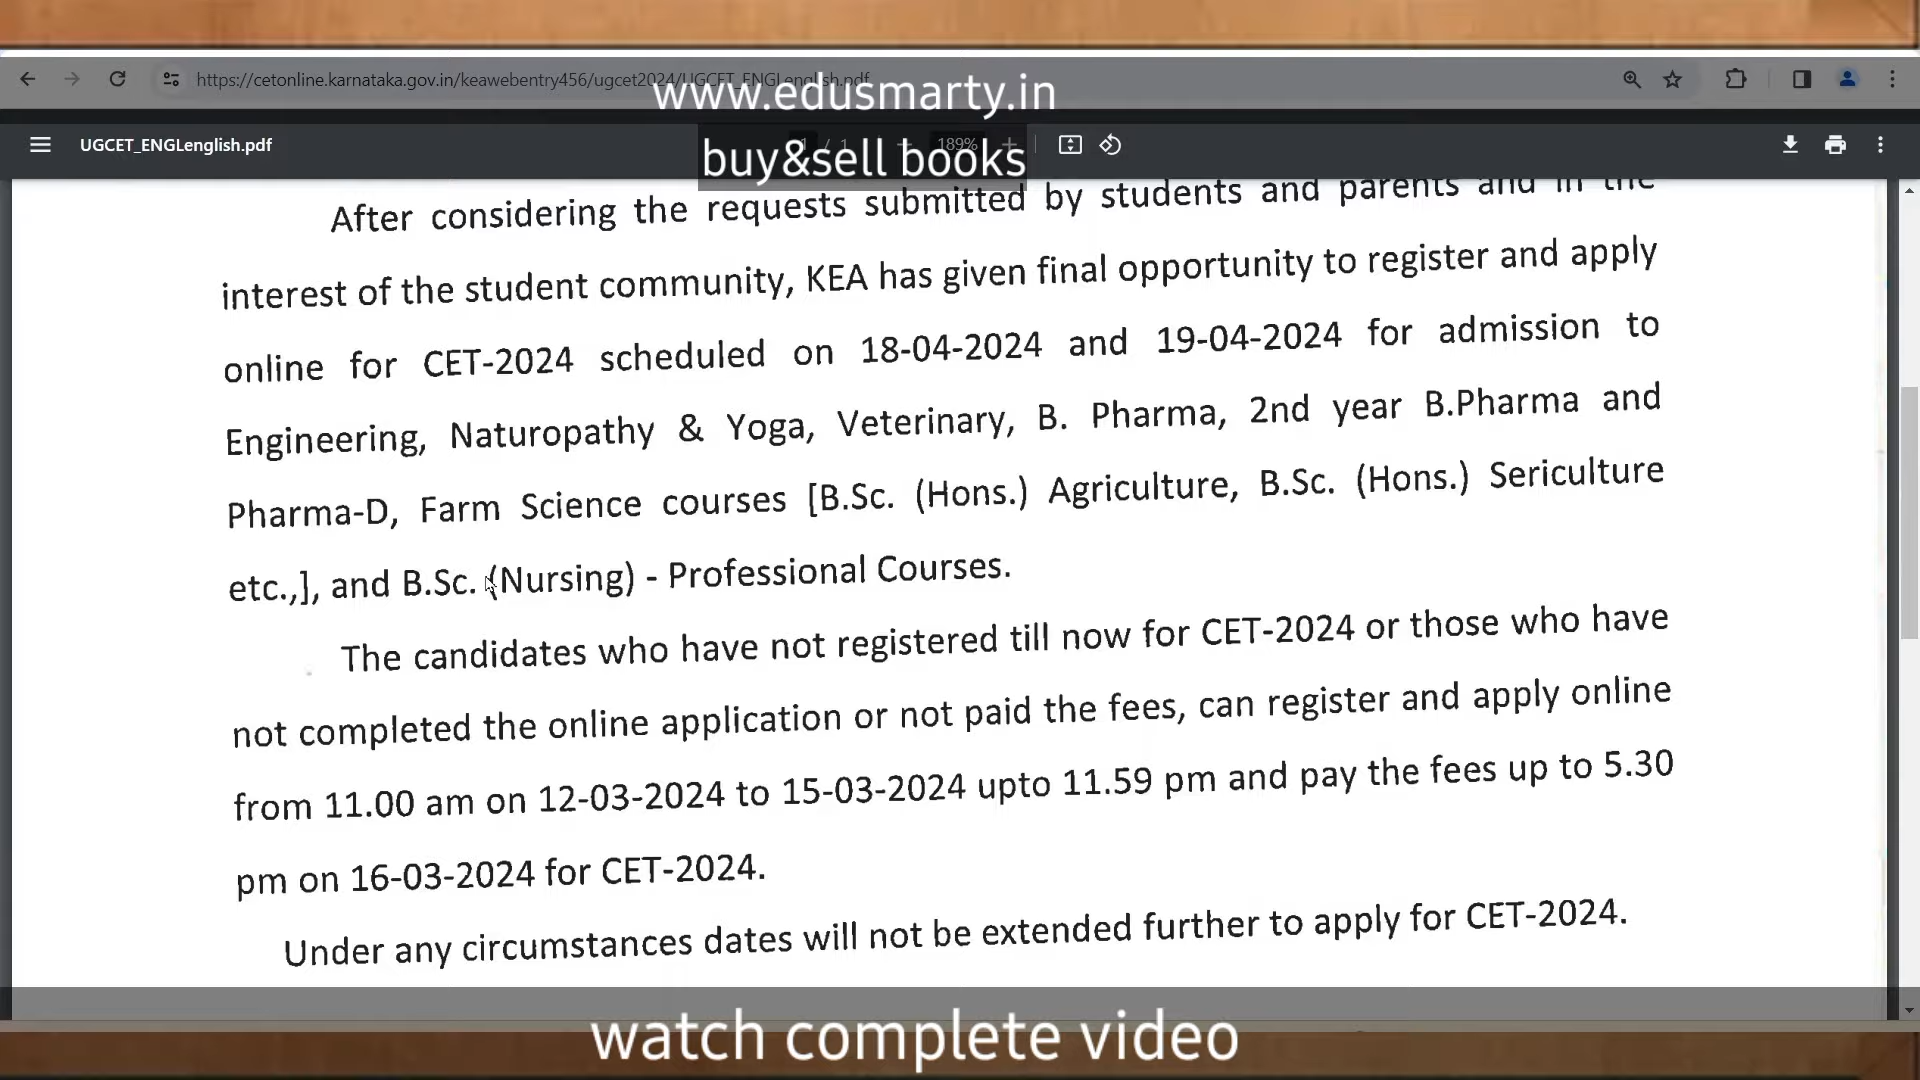 https://cetonline.karnataka.gov.in/keawebentry456/ugcet2024/UGCET_ENGLenglish.pdf
www.edusmarty.in
UGCET_ENGLenglish.pdf
1 / 1 189%
buy&sell books
After considering the requests submitted by students and parents and in the
interest of the student community, KEA has given final opportunity to register and apply
online for CET-2024 scheduled on 18-04-2024 and 19-04-2024 for admission to
Engineering, Naturopathy & Yoga, Veterinary, B. Pharma, 2nd year B.Pharma and
Pharma-D, Farm Science courses [B.Sc. (Hons.) Agriculture, B.Sc. (Hons.) Sericulture
etc.,], and B.Sc. (Nursing) - Professional Courses.
The candidates who have not registered till now for CET-2024 or those who have
not completed the online application or not paid the fees, can register and apply online
from 11.00 am on 12-03-2024 to 15-03-2024 upto 11.59 pm and pay the fees up to 5.30
pm on 16-03-2024 for CET-2024.
Under any circumstances dates will not be extended further to apply for CET-2024.
watch complete video